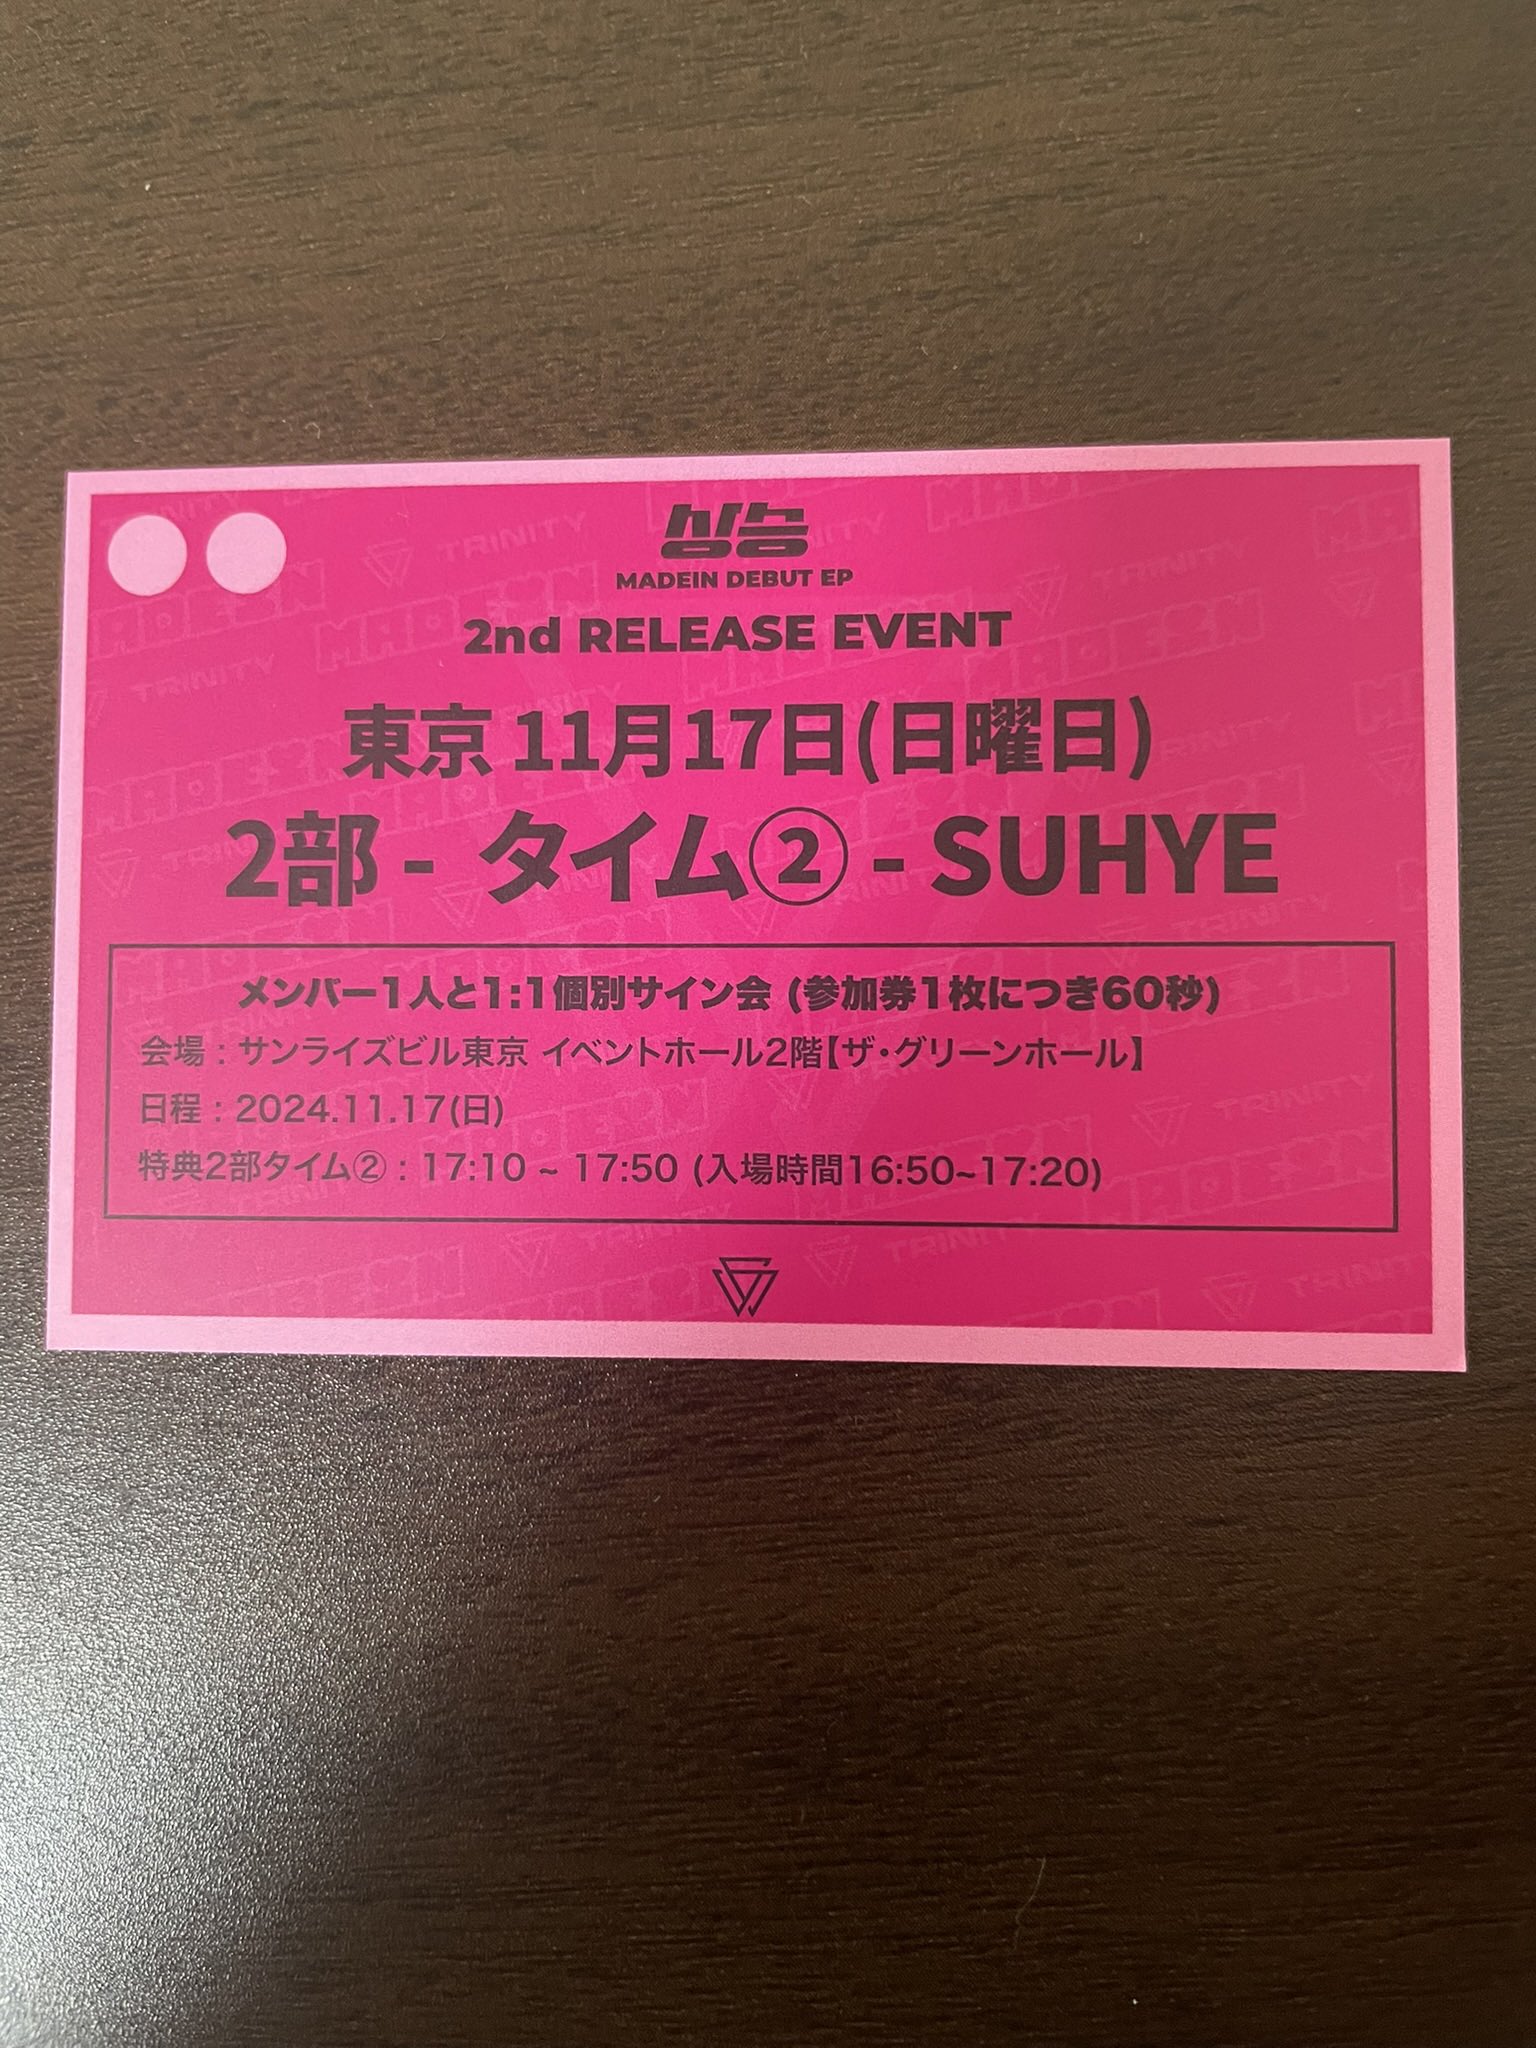 상승
MADEIN DEBUT EP
2nd RELEASE EVENT
東京 11月17日(日曜日)
2部 - タイム② - SUHYE
メンバー1人と1:1個別サイン会 (参加券1枚につき60秒)
会場 : サンライズビル東京 イベントホール2階【ザ・グリーンホール】
日程 : 2024.11.17(日)
特典2部タイム② : 17:10 ~ 17:50 (入場時間16:50~17:20)